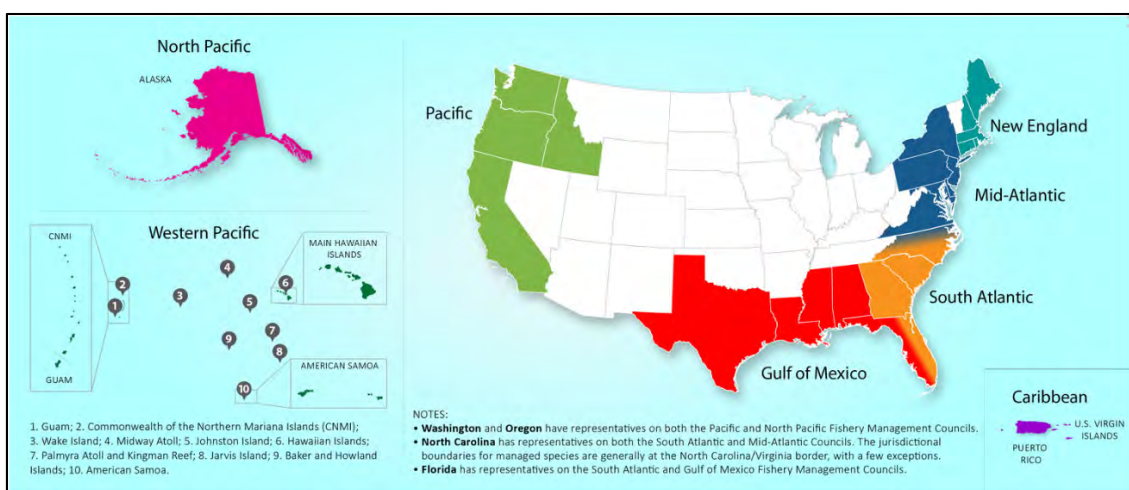 North Pacific
ALASKA
Western Pacific
CNMI
GUAM
MAIN HAWAIIAN
ISLANDS
AMERICAN SAMOA
1
2
3
4
5
6
7
8
9
10
1. Guam; 2. Commonwealth of the Northern Mariana Islands (CNMI);
3. Wake Island; 4. Midway Atoll; 5. Johnston Island; 6. Hawaiian Islands;
7. Palmyra Atoll and Kingman Reef; 8. Jarvis Island; 9. Baker and Howland
Islands; 10. American Samoa.
Pacific
New England
Mid-Atlantic
South Atlantic
Gulf of Mexico
NOTES:
• Washington and Oregon have representatives on both the Pacific and North Pacific Fishery Management Councils.
• North Carolina has representatives on both the South Atlantic and Mid-Atlantic Councils. The jurisdictional
boundaries for managed species are generally at the North Carolina/Virginia border, with a few exceptions.
• Florida has representatives on the South Atlantic and Gulf of Mexico Fishery Management Councils.
Caribbean
U.S. VIRGIN
ISLANDS
PUERTO
RICO